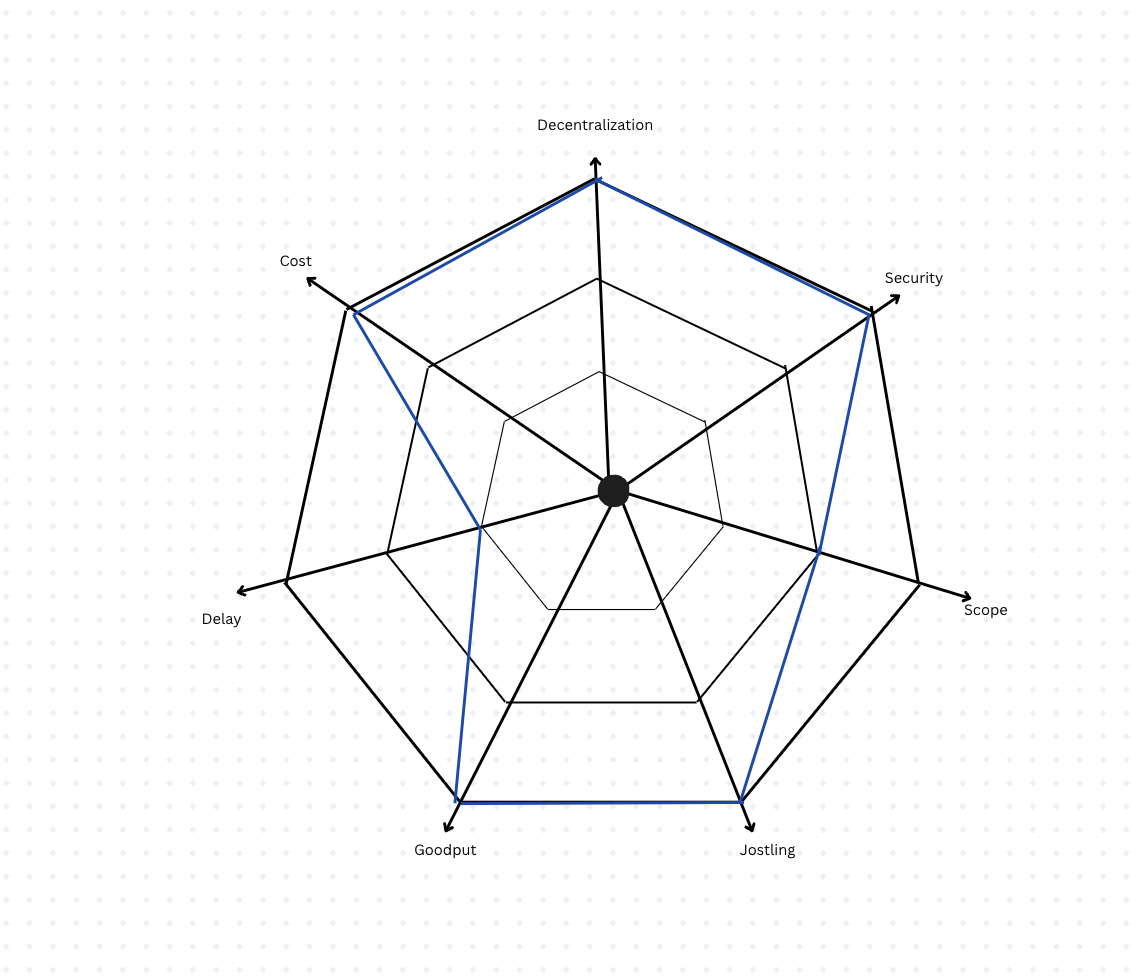 Decentralization
Cost
Security
Scope
Delay
Goodput
Jostling